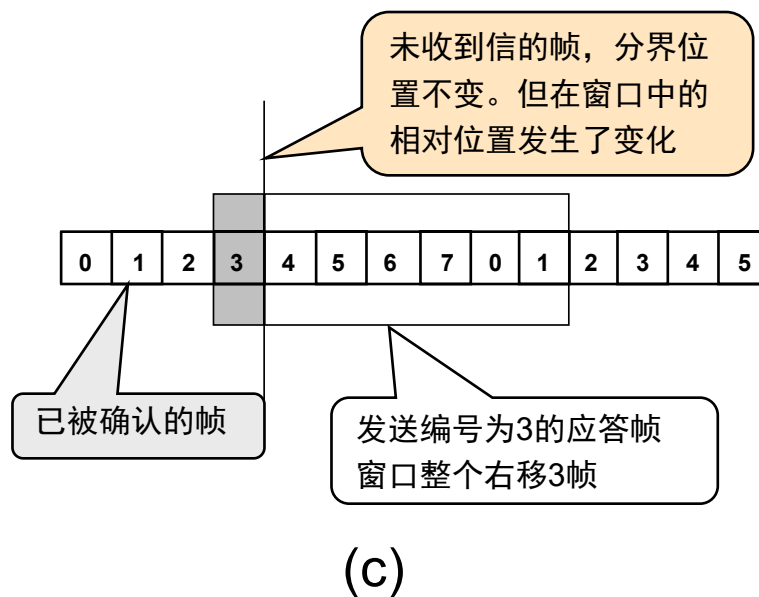 未收到信的帧，分界位
置不变。但在窗口中的
相对位置发生了变化
0 1 2 3 4 5 6 7 0 1 2 3 4 5
已被确认的帧
发送编号为3的应答帧
窗口整个右移3帧
(c)